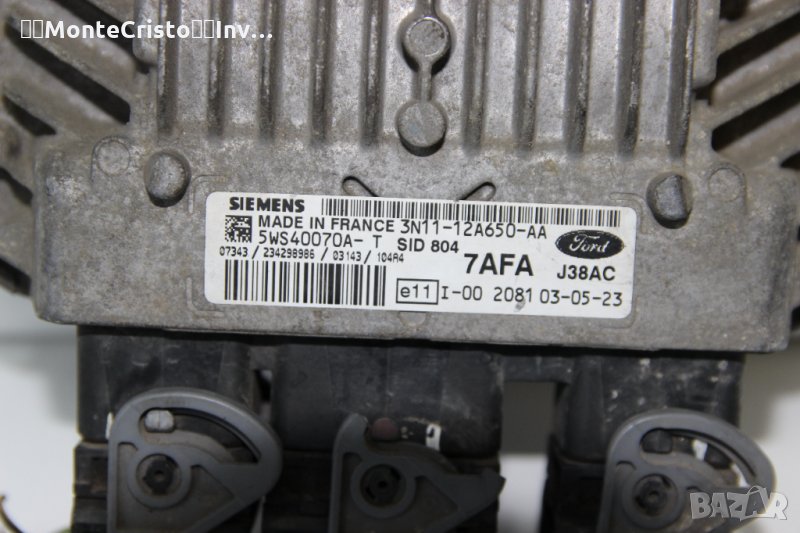 MonteCristo Inv...
SIEMENS
MADE IN FRANCE 3N11-12A650-AA
5WS40070A- T SID 804
Ford
07343 / 234298986 / 03143 / 104A4
7AFA J38AC
e11 I-00 2081 03-05-23
BAZAR